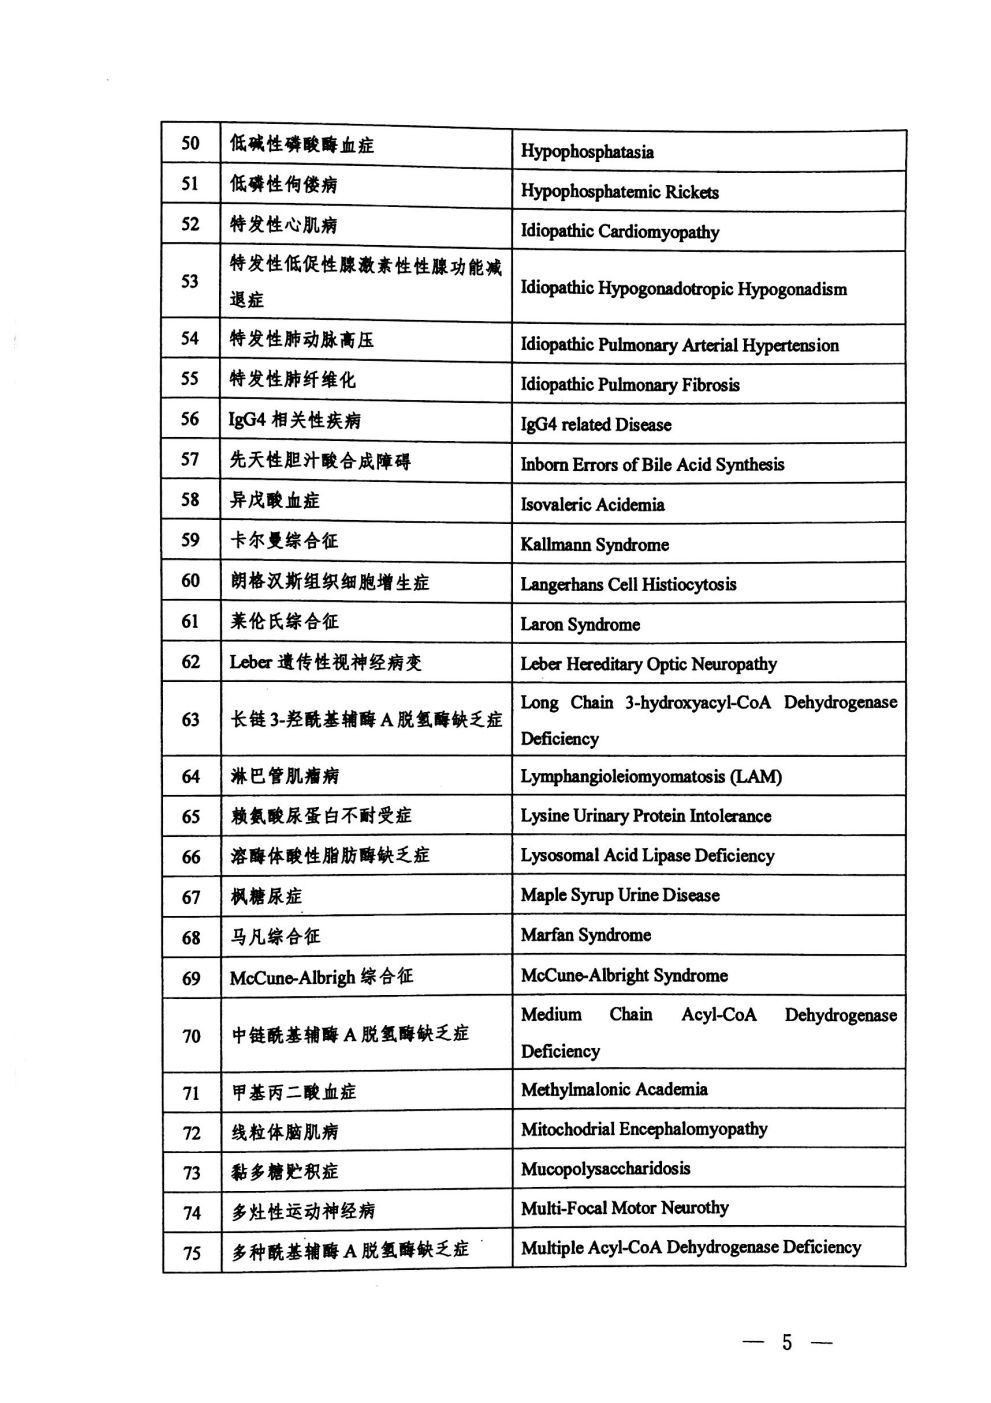 50 低碱性磷酸酶血症 Hypophosphatasia
51 低磷性佝偻病 Hypophosphatemic Rickets
52 特发性心肌病 Idiopathic Cardiomyopathy
53 特发性低促性腺激素性性腺功能减
退症 Idiopathic Hypogonadotropic Hypogonadism
54 特发性肺动脉高压 Idiopathic Pulmonary Arterial Hypertension
55 特发性肺纤维化 Idiopathic Pulmonary Fibrosis
56 IgG4 相关性疾病 IgG4 related Disease
57 先天性胆汁酸合成障碍 Inborn Errors of Bile Acid Synthesis
58 异戊酸血症 Isovaleric Acidemia
59 卡尔曼综合征 Kallmann Syndrome
60 朗格汉斯组织细胞增生症 Langerhans Cell Histiocytosis
61 莱伦氏综合征 Laron Syndrome
62 Leber 遗传性视神经病变 Leber Hereditary Optic Neuropathy
63 长链 3-羟酰基辅酶 A 脱氢酶缺乏症 Long Chain 3-hydroxyacyl-CoA Dehydrogenase
Deficiency
64 淋巴管肌瘤病 Lymphangioleiomyomatosis (LAM)
65 赖氨酸尿蛋白不耐受症 Lysine Urinary Protein Intolerance
66 溶酶体酸性脂肪酶缺乏症 Lysosomal Acid Lipase Deficiency
67 枫糖尿症 Maple Syrup Urine Disease
68 马凡综合征 Marfan Syndrome
69 McCune-Albrigh 综合征 McCune-Albright Syndrome
70 中链酰基辅酶 A 脱氢酶缺乏症 Medium Chain Acyl-CoA Dehydrogenase
Deficiency
71 甲基丙二酸血症 Methylmalonic Academia
72 线粒体脑肌病 Mitochodrial Encephalomyopathy
73 黏多糖贮积症 Mucopolysaccharidosis
74 多灶性运动神经病 Multi-Focal Motor Neurothy
75 多种酰基辅酶 A 脱氢酶缺乏症 Multiple Acyl-CoA Dehydrogenase Deficiency
— 5 —